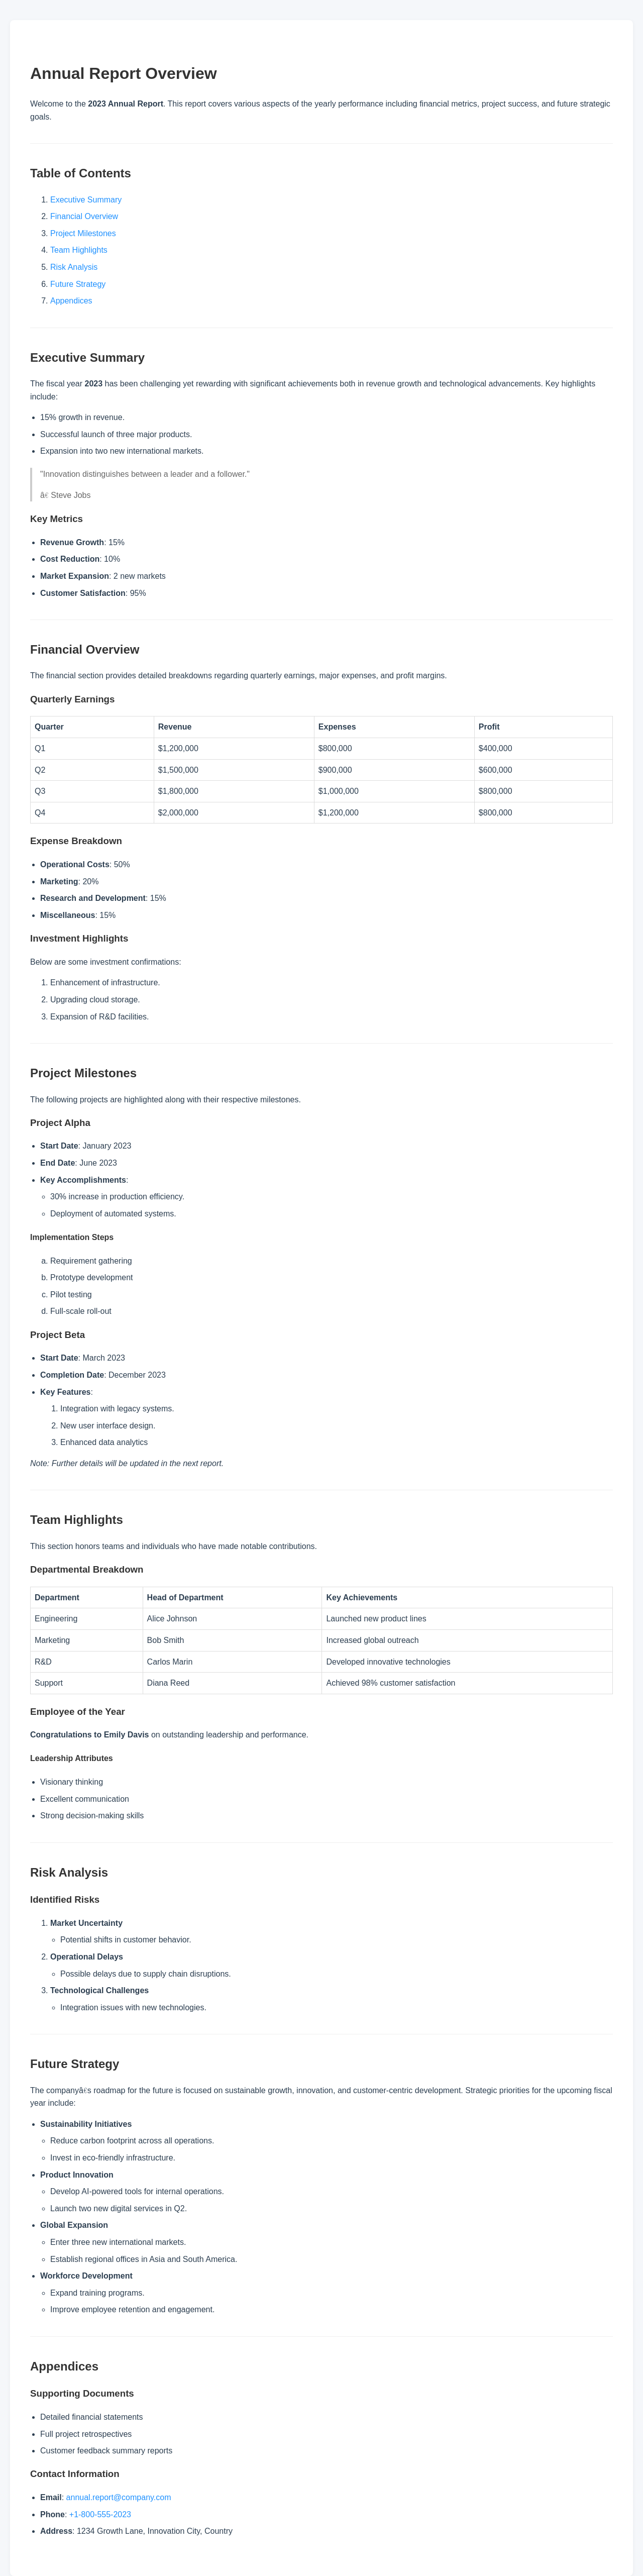 Annual Report Overview
Welcome to the 2023 Annual Report. This report covers various aspects of the yearly performance including financial metrics, project success, and future strategic
goals.
Table of Contents
1. Executive Summary
2. Financial Overview
3. Project Milestones
4. Team Highlights
5. Risk Analysis
6. Future Strategy
7. Appendices
Executive Summary
The fiscal year 2023 has been challenging yet rewarding with significant achievements both in revenue growth and technological advancements. Key highlights
include:
• 15% growth in revenue.
• Successful launch of three major products.
• Expansion into two new international markets.
"Innovation distinguishes between a leader and a follower."
â€ Steve Jobs
Key Metrics
• Revenue Growth: 15%
• Cost Reduction: 10%
• Market Expansion: 2 new markets
• Customer Satisfaction: 95%
Financial Overview
The financial section provides detailed breakdowns regarding quarterly earnings, major expenses, and profit margins.
Quarterly Earnings
Quarter Revenue Expenses Profit
Q1 $1,200,000 $800,000 $400,000
Q2 $1,500,000 $900,000 $600,000
Q3 $1,800,000 $1,000,000 $800,000
Q4 $2,000,000 $1,200,000 $800,000
Expense Breakdown
• Operational Costs: 50%
• Marketing: 20%
• Research and Development: 15%
• Miscellaneous: 15%
Investment Highlights
Below are some investment confirmations:
1. Enhancement of infrastructure.
2. Upgrading cloud storage.
3. Expansion of R&D facilities.
Project Milestones
The following projects are highlighted along with their respective milestones.
Project Alpha
• Start Date: January 2023
• End Date: June 2023
• Key Accomplishments:
◦ 30% increase in production efficiency.
◦ Deployment of automated systems.
Implementation Steps
a. Requirement gathering
b. Prototype development
c. Pilot testing
d. Full-scale roll-out
Project Beta
• Start Date: March 2023
• Completion Date: December 2023
• Key Features:
1. Integration with legacy systems.
2. New user interface design.
3. Enhanced data analytics
Note: Further details will be updated in the next report.
Team Highlights
This section honors teams and individuals who have made notable contributions.
Departmental Breakdown
Department Head of Department Key Achievements
Engineering Alice Johnson Launched new product lines
Marketing Bob Smith Increased global outreach
R&D Carlos Marin Developed innovative technologies
Support Diana Reed Achieved 98% customer satisfaction
Employee of the Year
Congratulations to Emily Davis on outstanding leadership and performance.
Leadership Attributes
• Visionary thinking
• Excellent communication
• Strong decision-making skills
Risk Analysis
Identified Risks
1. Market Uncertainty
◦ Potential shifts in customer behavior.
2. Operational Delays
◦ Possible delays due to supply chain disruptions.
3. Technological Challenges
◦ Integration issues with new technologies.
Future Strategy
The companyâ€s roadmap for the future is focused on sustainable growth, innovation, and customer-centric development. Strategic priorities for the upcoming fiscal
year include:
• Sustainability Initiatives
◦ Reduce carbon footprint across all operations.
◦ Invest in eco-friendly infrastructure.
• Product Innovation
◦ Develop AI-powered tools for internal operations.
◦ Launch two new digital services in Q2.
• Global Expansion
◦ Enter three new international markets.
◦ Establish regional offices in Asia and South America.
• Workforce Development
◦ Expand training programs.
◦ Improve employee retention and engagement.
Appendices
Supporting Documents
• Detailed financial statements
• Full project retrospectives
• Customer feedback summary reports
Contact Information
• Email: annual.report@company.com
• Phone: +1-800-555-2023
• Address: 1234 Growth Lane, Innovation City, Country